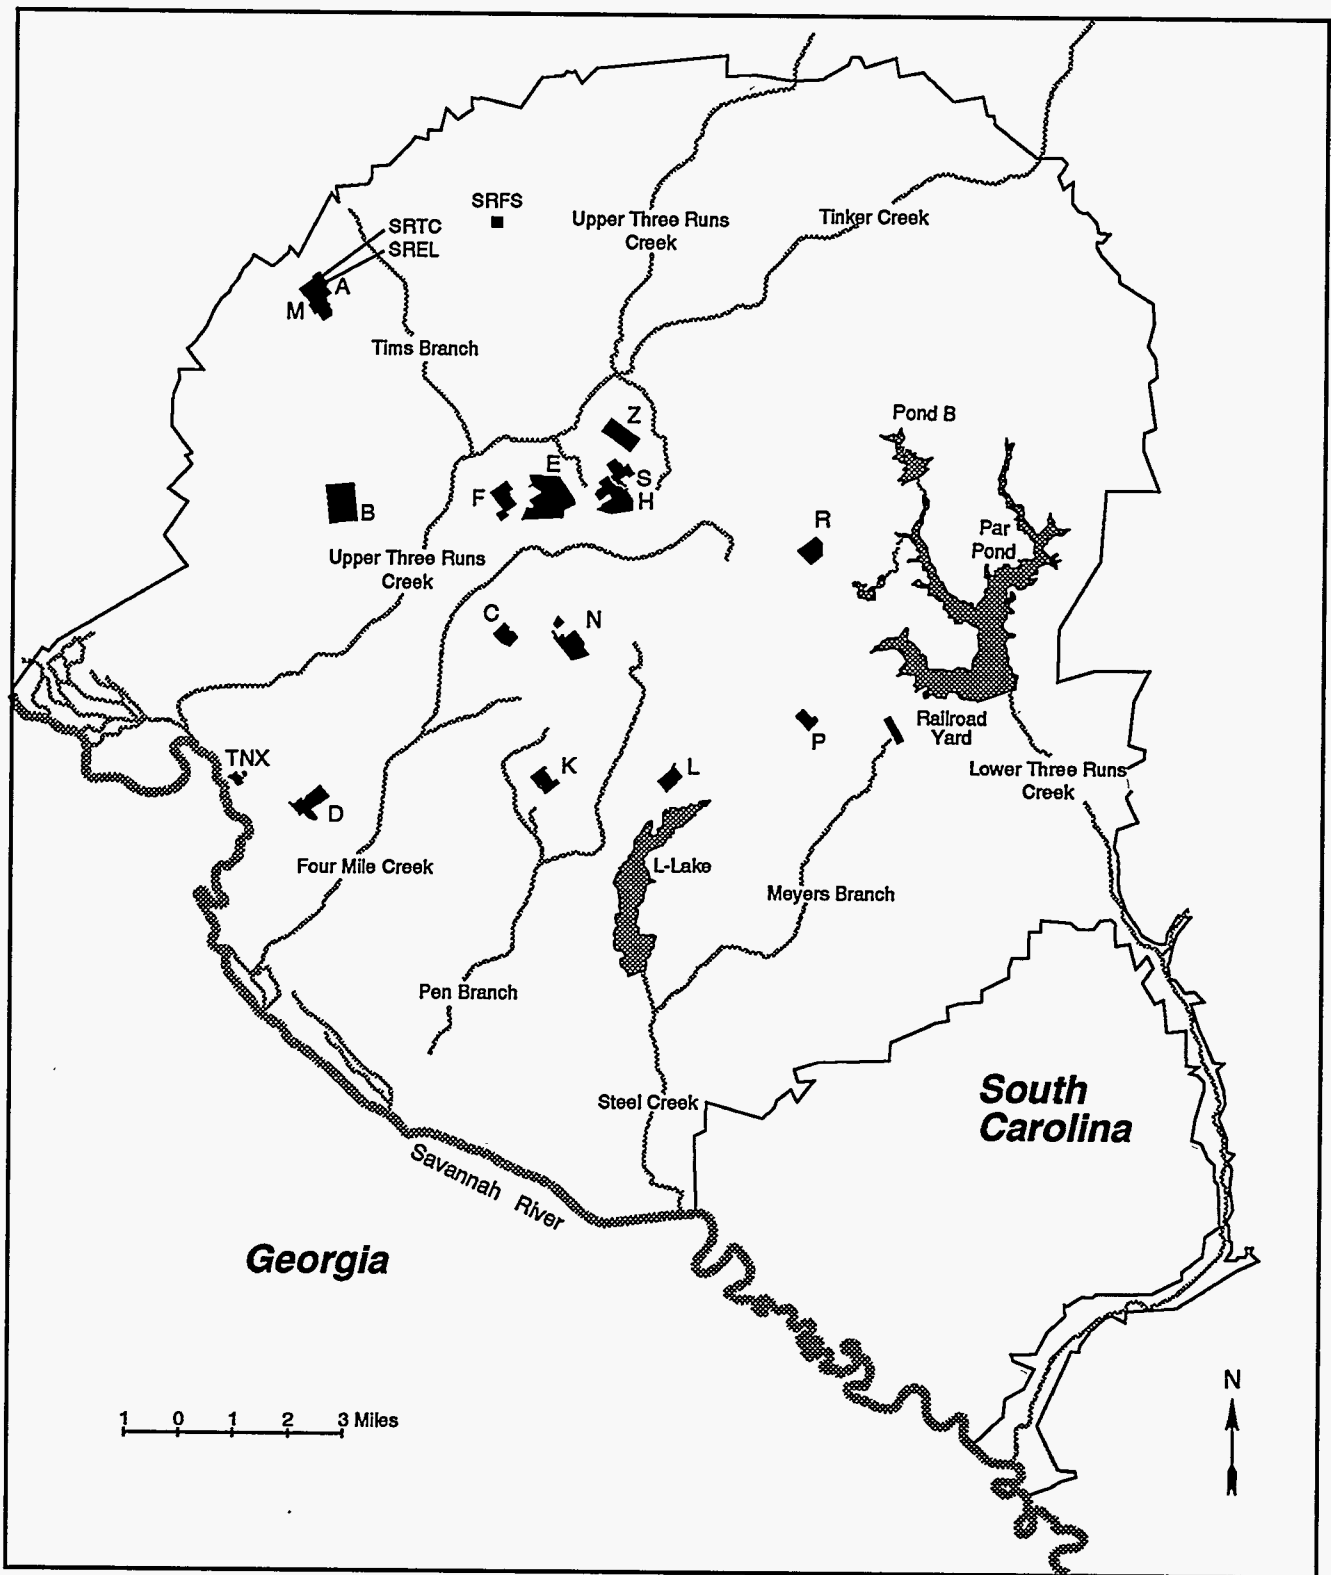 SRFS
Upper Three Runs
Creek
Tinker Creek
SRTC
SREL
A
M
Tims Branch
Pond B
Z
E
S
F
H
B
R
Par
Pond
Upper Three Runs
Creek
C
N
Railroad
Yard
P
TNX
K
L
Lower Three Runs
Creek
D
Four Mile Creek
L-Lake
Meyers Branch
Pen Branch
Steel Creek
South
Carolina
Savannah River
Georgia
N
1 0 1 2 3 Miles